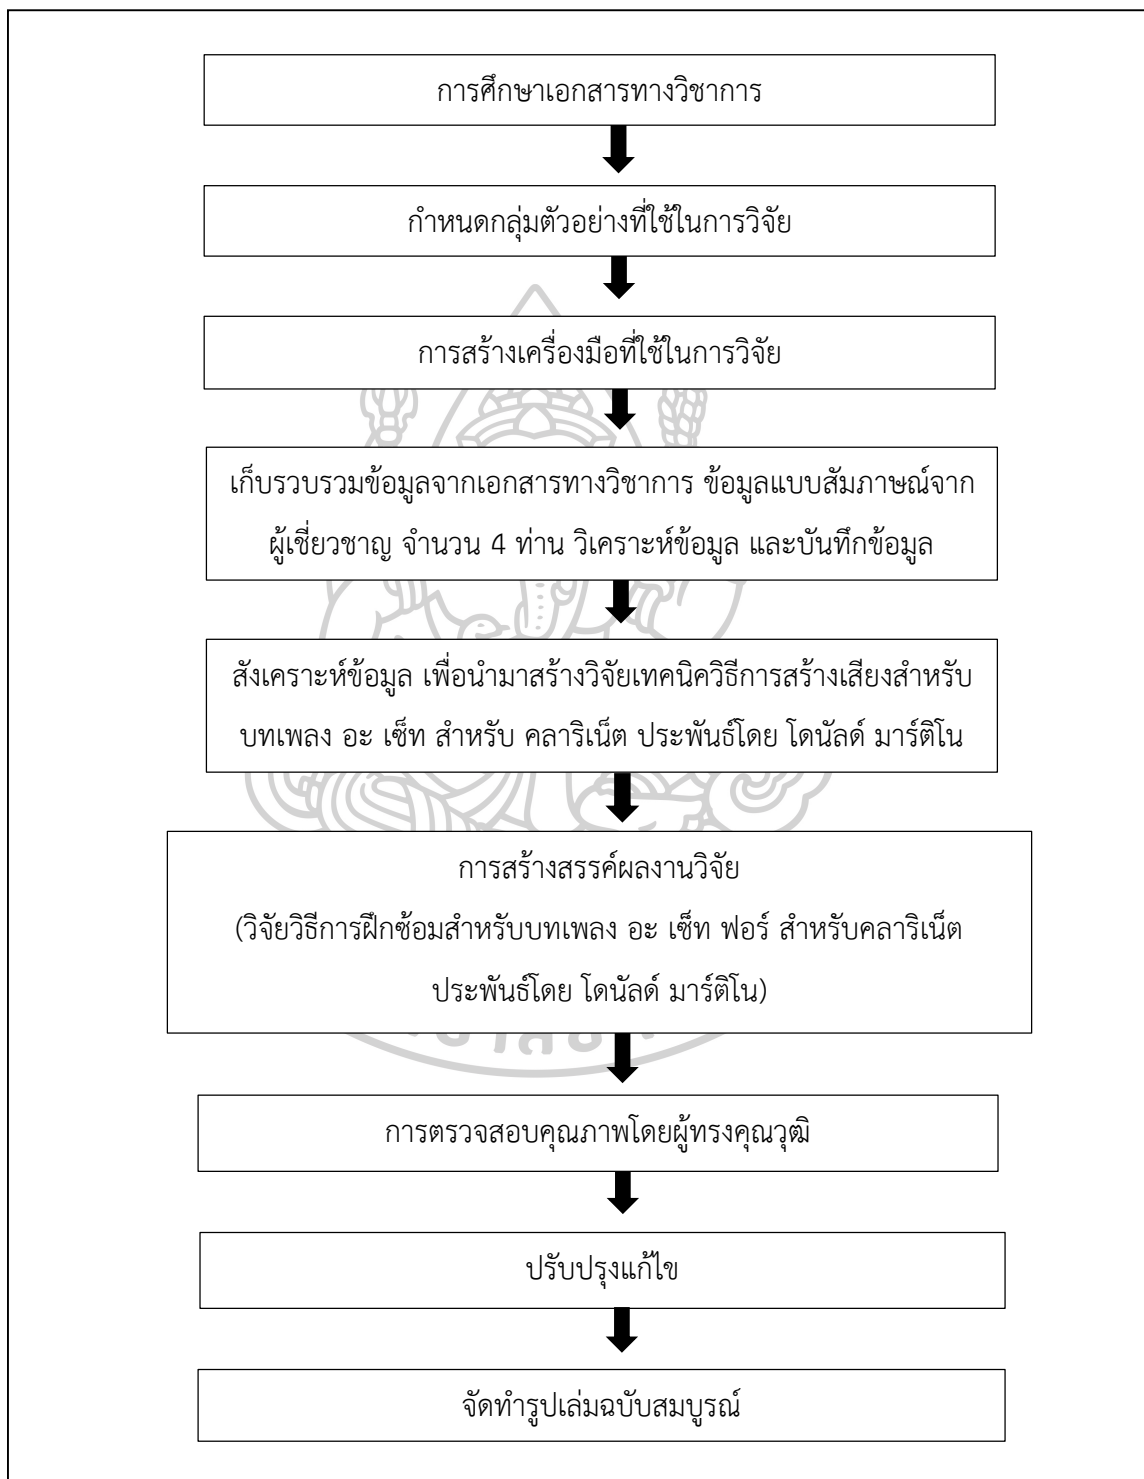 การศึกษาเอกสารทางวิชาการ
กำหนดกลุ่มตัวอย่างที่ใช้ในการวิจัย
การสร้างเครื่องมือที่ใช้ในการวิจัย
เก็บรวบรวมข้อมูลจากเอกสารทางวิชาการ ข้อมูลแบบสัมภาษณ์จาก
ผู้เชี่ยวชาญ จำนวน 4 ท่าน วิเคราะห์ข้อมูล และบันทึกข้อมูล
สังเคราะห์ข้อมูล เพื่อนำมาสร้างวิจัยเทคนิควิธีการสร้างเสียงสำหรับ
บทเพลง อะ เซ็ท สำหรับ คลาริเน็ต ประพันธ์โดย โดนัลด์ มาร์ติโน
การสร้างสรรค์ผลงานวิจัย
(วิจัยวิธีการฝึกซ้อมสำหรับบทเพลง อะ เซ็ท ฟอร์ สำหรับคลาริเน็ต
ประพันธ์โดย โดนัลด์ มาร์ติโน)
การตรวจสอบคุณภาพโดยผู้ทรงคุณวุฒิ
ปรับปรุงแก้ไข
จัดทำรูปเล่มฉบับสมบูรณ์